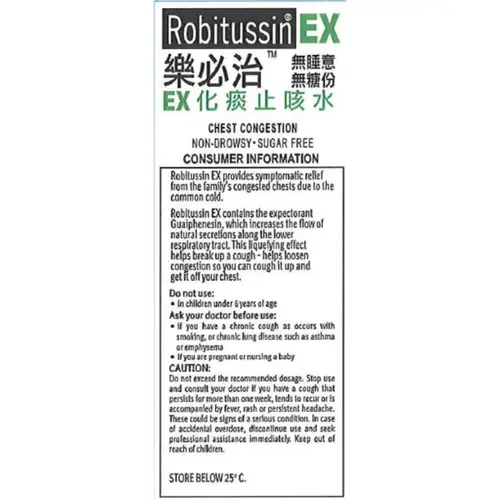 Robitussin® EX
樂必治™ 無睡意
無糖份
EX 化痰止咳水
CHEST CONGESTION
NON-DROWSY • SUGAR FREE
CONSUMER INFORMATION
Robitussin EX provides symptomatic relief
from the family's congested chests due to the
common cold.
Robitussin EX contains the expectorant
Guaiphenesin, which increases the flow of
natural secretions along the lower
respiratory tract. This liquefying effect
helps break up a cough - helps loosen
congestion so you can cough it up and
get it off your chest.
Do not use:
• in children under 6 years of age
Ask your doctor before use:
• if you have a chronic cough as occurs with
smoking, or chronic lung disease such as asthma
or emphysema
• If you are pregnant or nursing a baby
CAUTION:
Do not exceed the recommended dosage. Stop use
and consult your doctor if you have a cough that
persists for more than one week, tends to recur or is
accompanied by fever, rash or persistent headache.
These could be signs of a serious condition. In case
of accidental overdose, discontinue use and seek
professional assistance immediately. Keep out of
reach of children.
STORE BELOW 25° C.